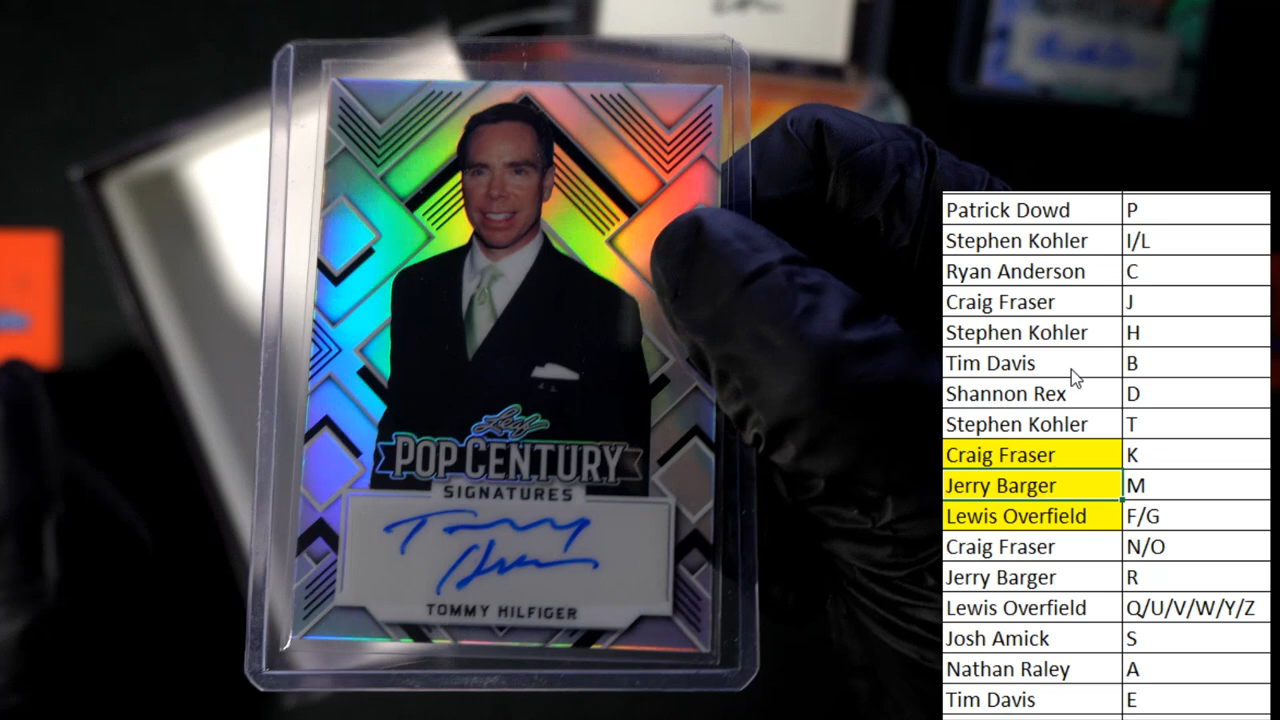 Leaf
POP CENTURY
SIGNATURES
Tommy
TOMMY HILFIGER
Patrick Dowd P
Stephen Kohler I/L
Ryan Anderson C
Craig Fraser J
Stephen Kohler H
Tim Davis B
Shannon Rex D
Stephen Kohler T
Craig Fraser K
Jerry Barger M
Lewis Overfield F/G
Craig Fraser N/O
Jerry Barger R
Lewis Overfield Q/U/V/W/Y/Z
Josh Amick S
Nathan Raley A
Tim Davis E